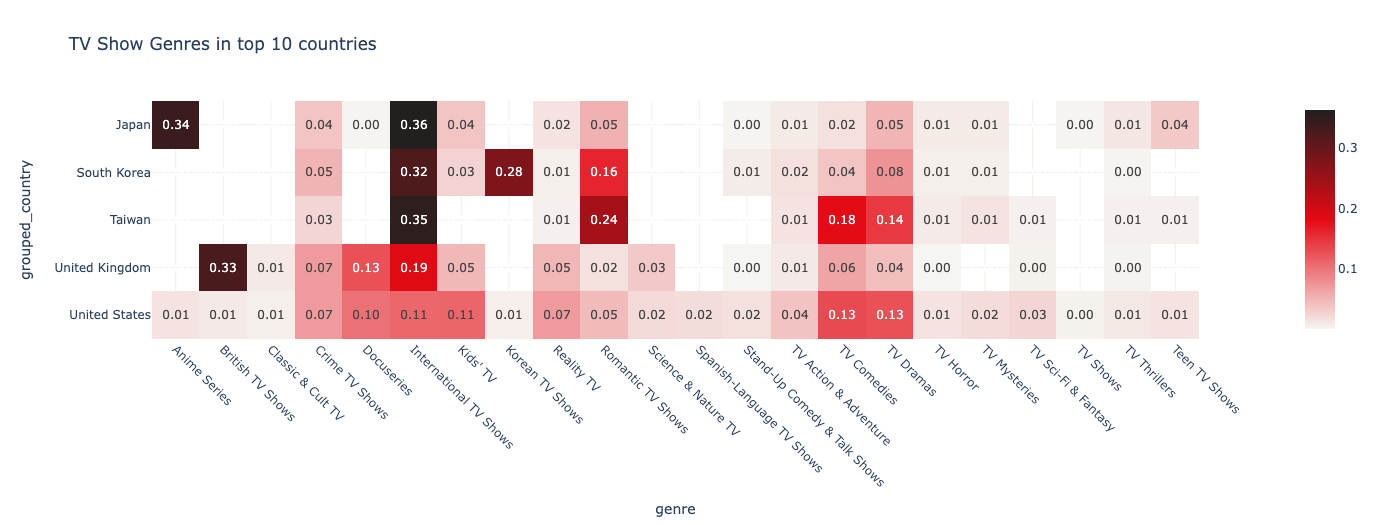 TV Show Genres in top 10 countries
grouped_country
Japan 0.34 0.04 0.00 0.36 0.04 0.02 0.05 0.00 0.01 0.02 0.05 0.01 0.01 0.00 0.01 0.04
South Korea 0.05 0.32 0.03 0.28 0.01 0.16 0.01 0.02 0.04 0.08 0.01 0.01 0.00
Taiwan 0.03 0.35 0.01 0.24 0.01 0.18 0.14 0.01 0.01 0.01 0.01 0.01
United Kingdom 0.33 0.01 0.07 0.13 0.19 0.05 0.05 0.02 0.03 0.00 0.01 0.06 0.04 0.00 0.00 0.00
United States 0.01 0.01 0.01 0.07 0.10 0.11 0.11 0.01 0.07 0.05 0.02 0.02 0.02 0.04 0.13 0.13 0.01 0.02 0.03 0.00 0.01 0.01
Anime Series
British TV Shows
Classic & Cult TV
Crime TV Shows
Docuseries
International TV Shows
Kids' TV
Korean TV Shows
Reality TV
Romantic TV Shows
Science & Nature TV
Spanish-Language TV Shows
Stand-Up Comedy & Talk Shows
TV Action & Adventure
TV Comedies
TV Dramas
TV Horror
TV Mysteries
TV Sci-Fi & Fantasy
TV Shows
TV Thrillers
Teen TV Shows
genre
0.3
0.2
0.1